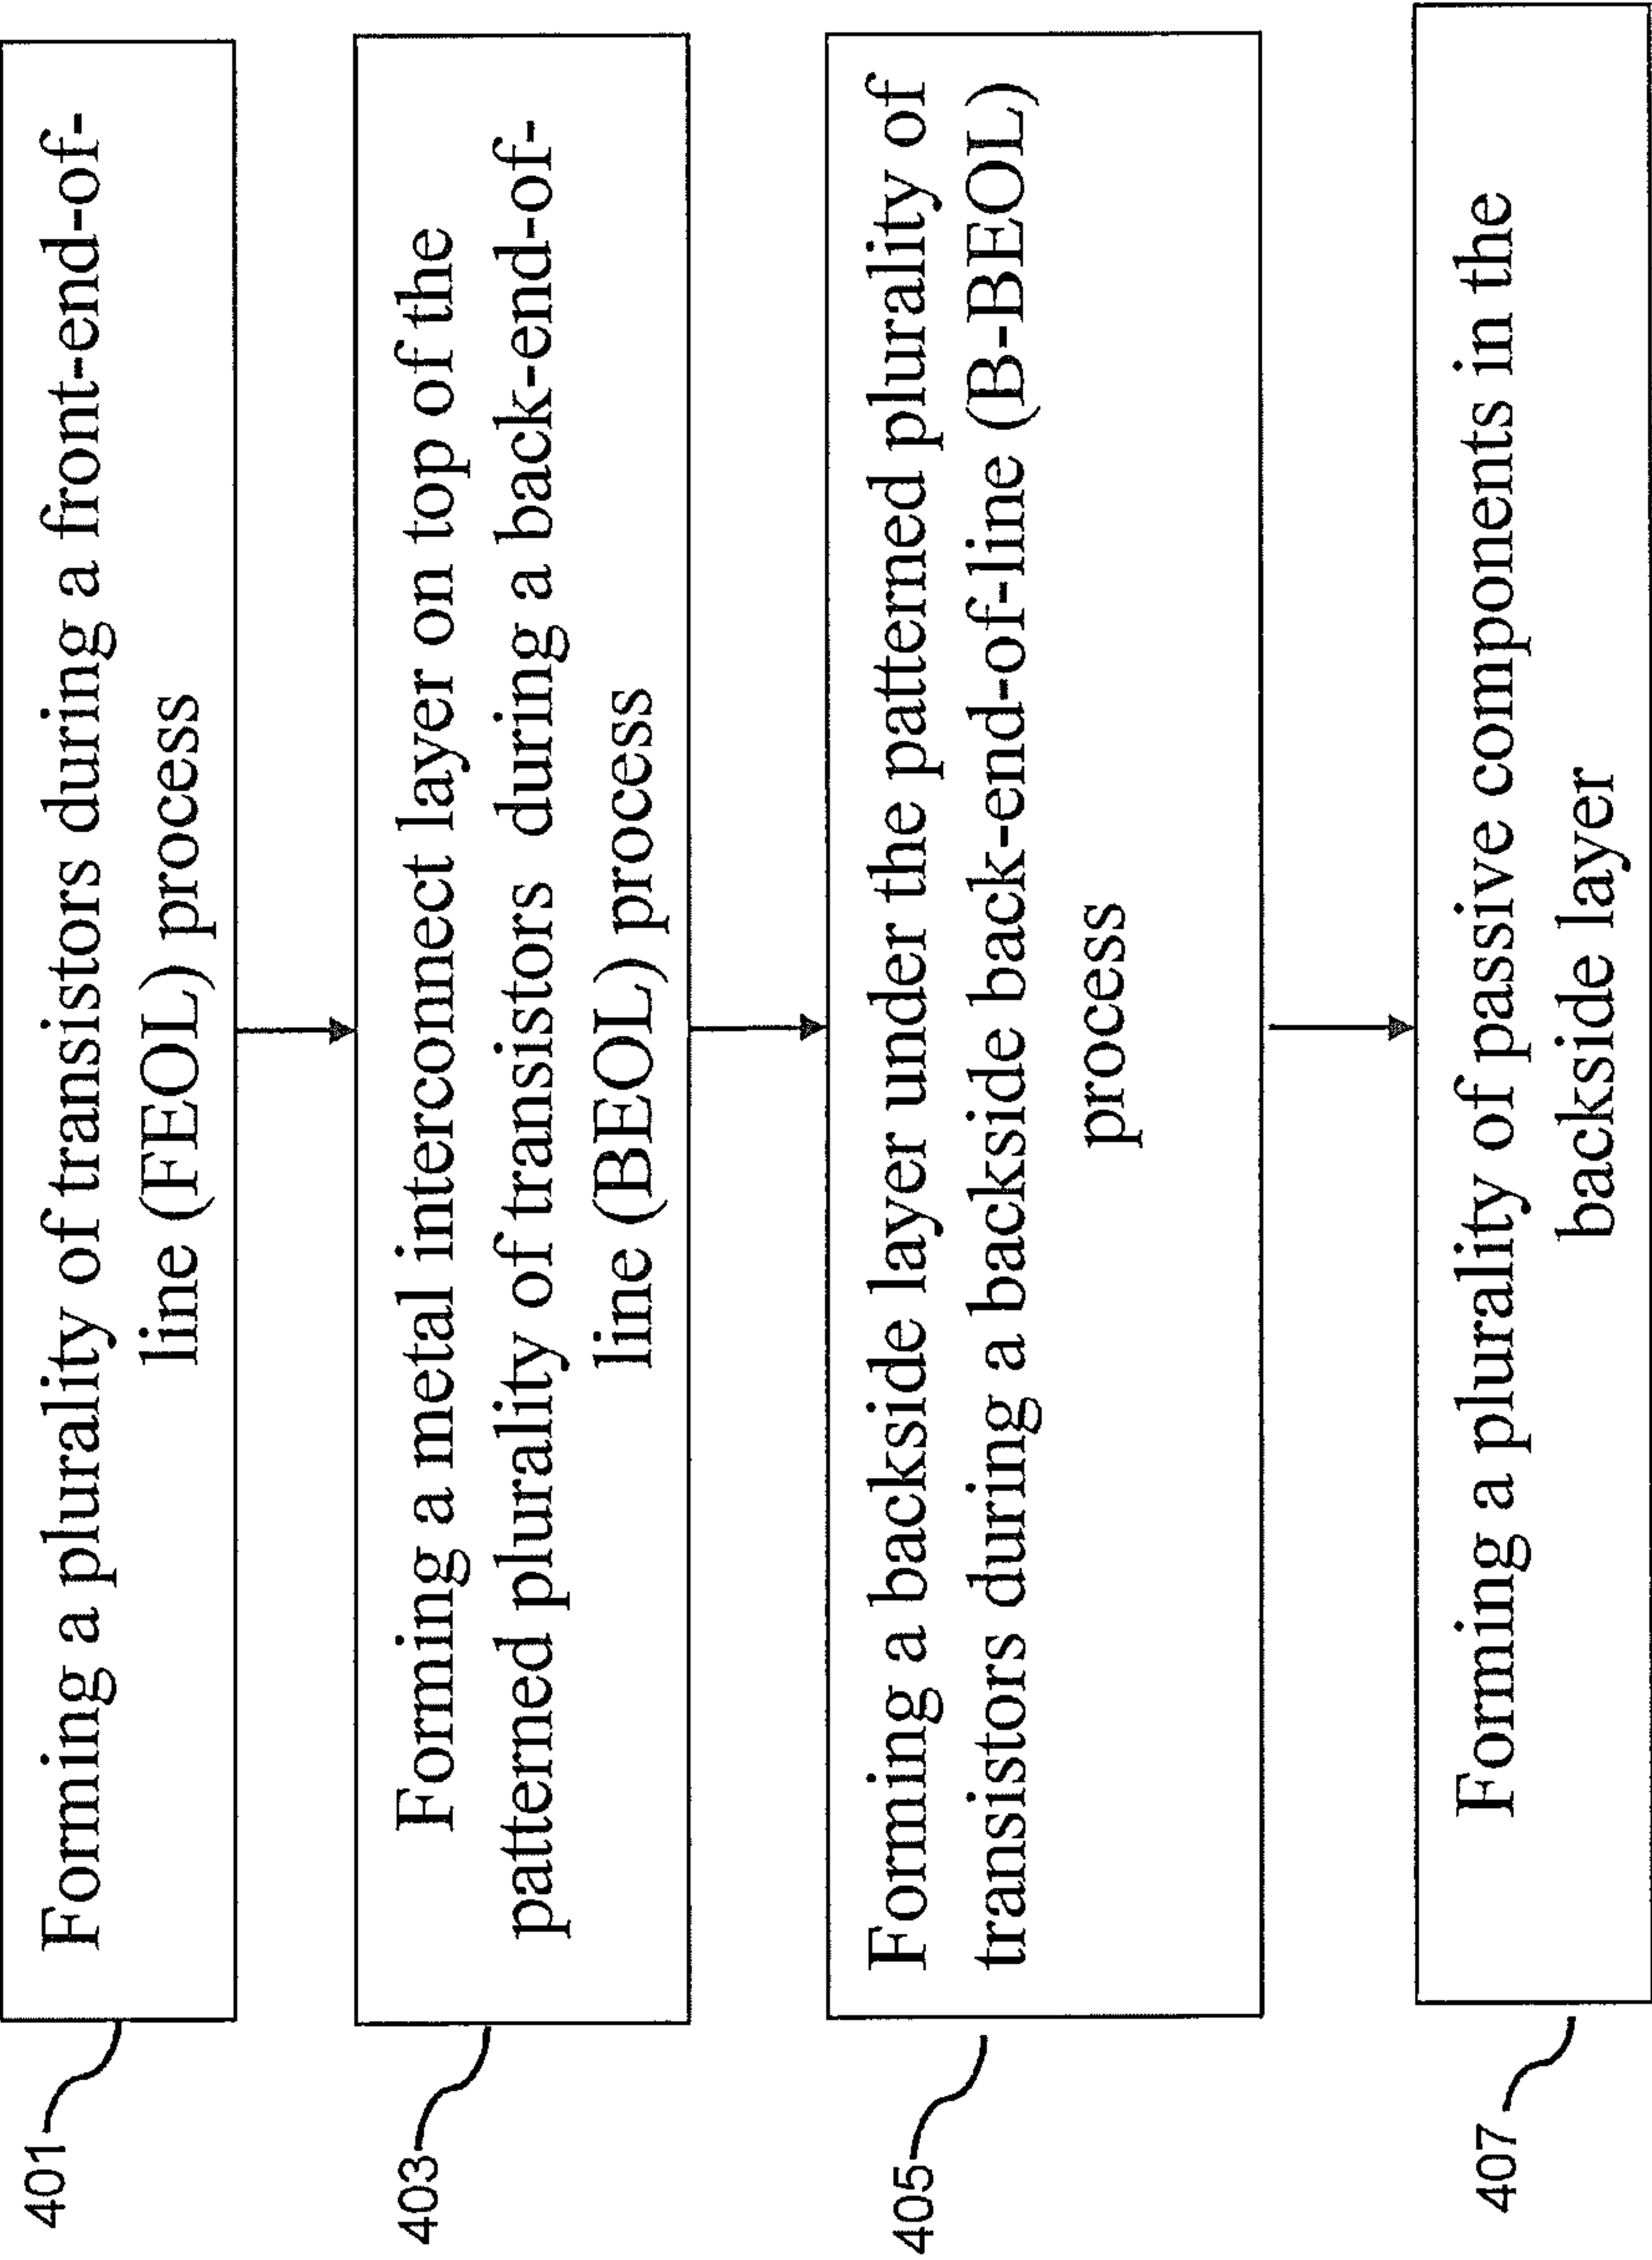 401
Forming a plurality of transistors during a front-end-of-
line (FEOL) process
403
Forming a metal interconnect layer on top of the
patterned plurality of transistors during a back-end-of-
line (BEOL) process
405
Forming a backside layer under the patterned plurality of
transistors during a backside back-end-of-line (B-BEOL)
process
407
Forming a plurality of passive components in the
backside layer